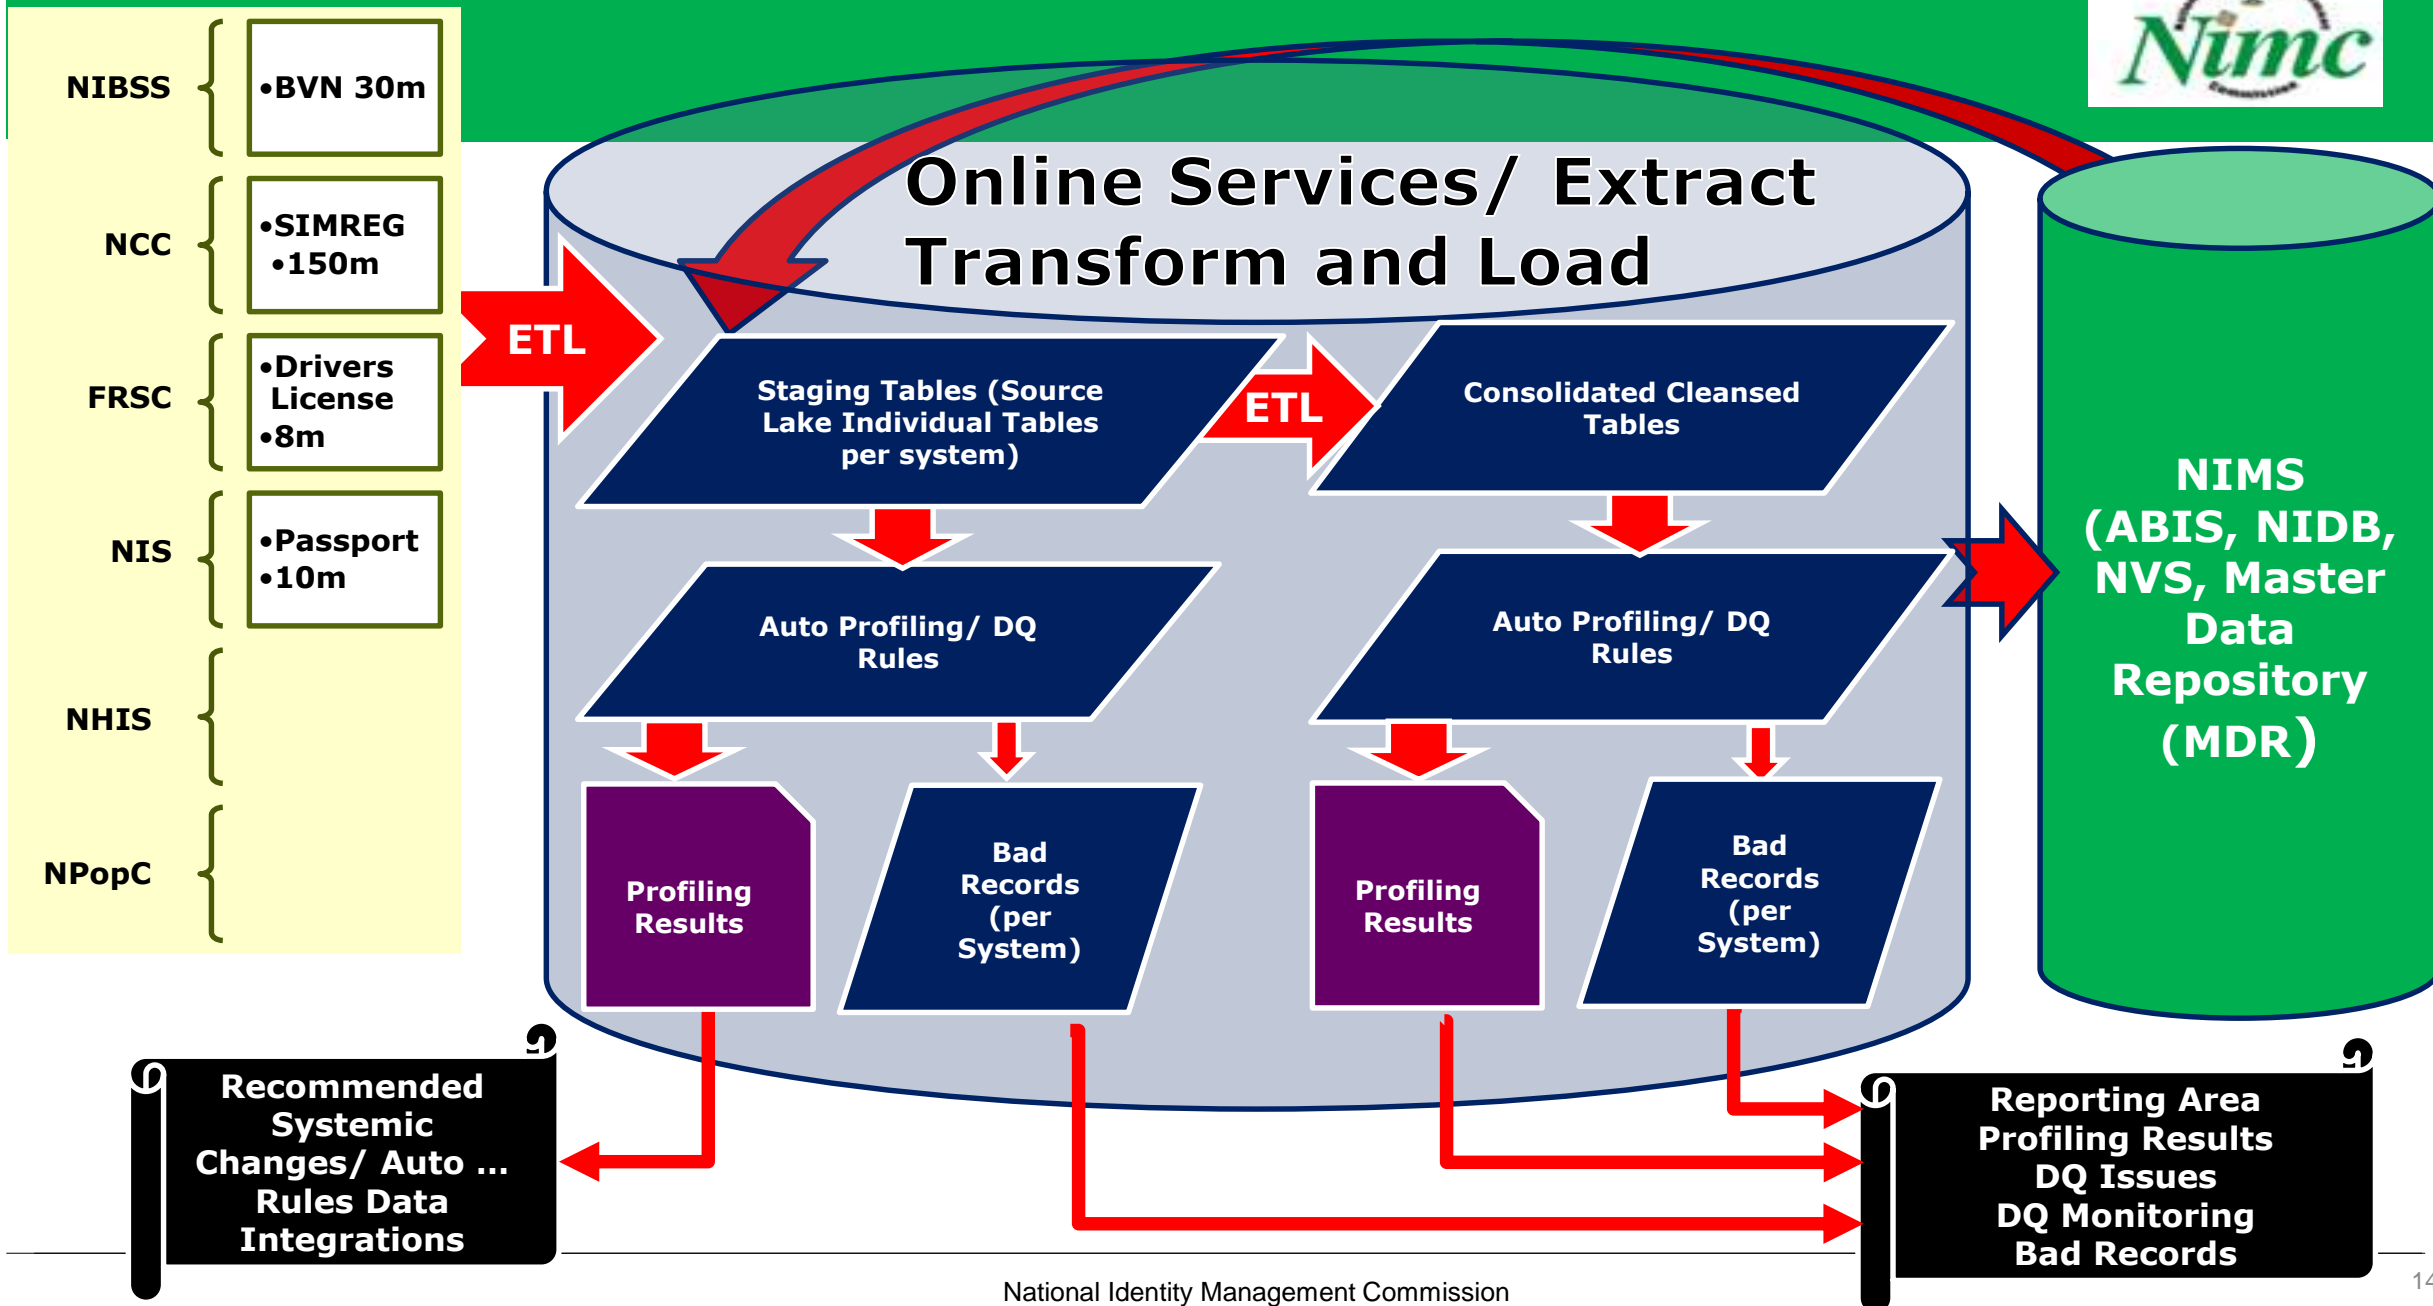 Nimc
Commission
NIBSS
•BVN 30m
NCC
•SIMREG
•150m
FRSC
•Drivers
License
•8m
NIS
•Passport
•10m
NHIS
NPopC
Online Services/ Extract
Transform and Load
ETL
Staging Tables (Source
Lake Individual Tables
per system)
ETL
Consolidated Cleansed
Tables
Auto Profiling/ DQ
Rules
Auto Profiling/ DQ
Rules
Profiling
Results
Bad
Records
(per
System)
Profiling
Results
Bad
Records
(per
System)
NIMS
(ABIS, NIDB,
NVS, Master
Data
Repository
(MDR)
Recommended
Systemic
Changes/ Auto ...
Rules Data
Integrations
Reporting Area
Profiling Results
DQ Issues
DQ Monitoring
Bad Records
National Identity Management Commission
14